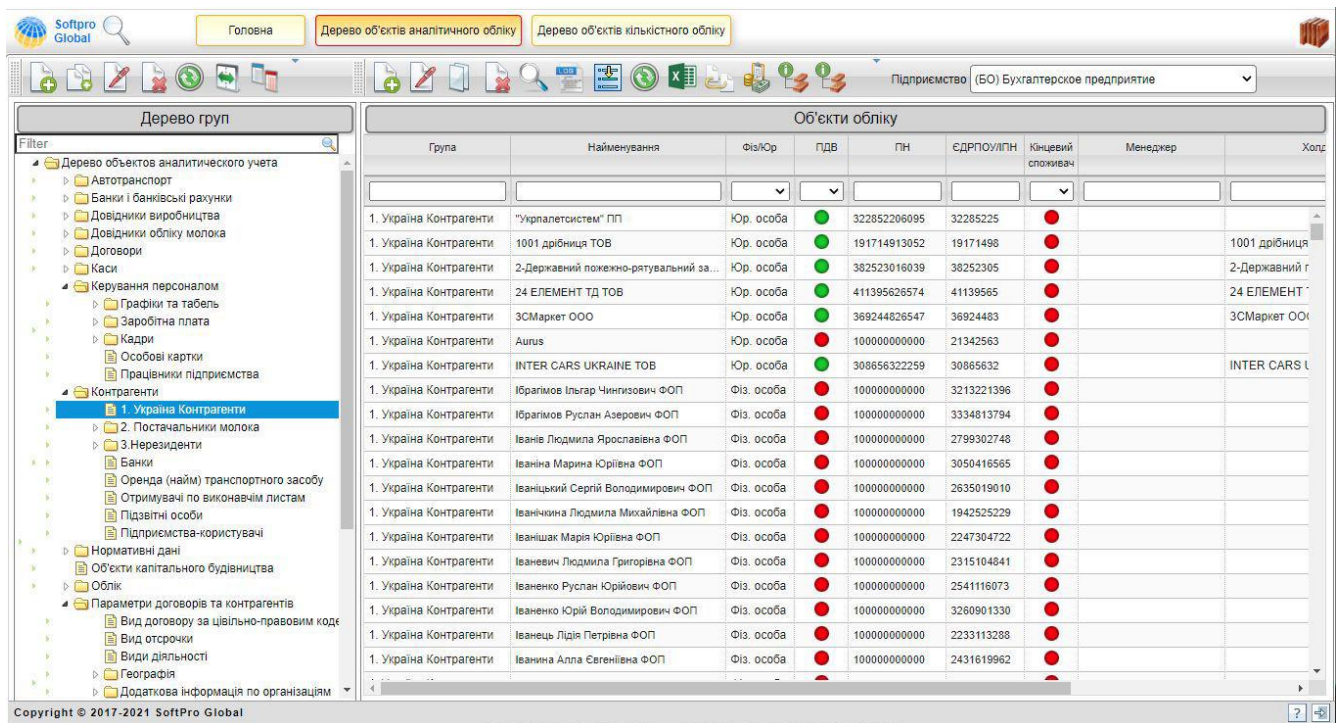 Softpro Global
Головна
Дерево об'єктів аналітичного обліку
Дерево об'єктів кількісного обліку
Підприємство (БО) Бухгалтерское предприятие
Дерево груп
Filter
Дерево объектов аналитического учета
Автотранспорт
Банки і банківські рахунки
Довідники виробництва
Довідники обліку молока
Договори
Каси
Керування персоналом
Графіки та табель
Заробітна плата
Кадри
Особові картки
Працівники підприємства
Контрагенти
1. Україна Контрагенти
2. Постачальники молока
3.Нерезиденти
Банки
Оренда (найм) транспортного засобу
Отримувачі по виконавчім листам
Підзвітні особи
Підприємства-користувачі
Нормативні дані
Об'єкти капітального будівництва
Облік
Параметри договорів та контрагентів
Вид договору за цівільно-правовим коде
Вид отсрочки
Види діяльності
Географія
Додаткова інформація по організаціям
Об'єкти обліку
Група Найменування Фіз/Юр ПДВ ПН ЄДРПОУ/ІПН Кінцевий споживач Менеджер Холд
1. Україна Контрагенти "Укрпалетсистем" ПП Юр. особа 322852206095 32285225
1. Україна Контрагенти 1001 дрібниця ТОВ Юр. особа 191714913052 19171498 1001 дрібниця
1. Україна Контрагенти 2-Державний пожежно-рятувальний за... Юр. особа 382523016039 38252305 2-Державний п
1. Україна Контрагенти 24 ЕЛЕМЕНТ ТД ТОВ Юр. особа 411395626574 41139565 24 ЕЛЕМЕНТ Т
1. Україна Контрагенти 3СМаркет ООО Юр. особа 369244826547 36924483 3СМаркет ООО
1. Україна Контрагенти Aurus Юр. особа 100000000000 21342563
1. Україна Контрагенти INTER CARS UKRAINE ТОВ Юр. особа 308656322259 30865632 INTER CARS U
1. Україна Контрагенти Ібрагімов Ільгар Чингизович ФОП Фіз. особа 100000000000 3213221396
1. Україна Контрагенти Ібрагімов Руслан Азерович ФОП Фіз. особа 100000000000 3334813794
1. Україна Контрагенти Іванів Людмила Ярославівна ФОП Фіз. особа 100000000000 2799302748
1. Україна Контрагенти Іваніна Марина Юріївна ФОП Фіз. особа 100000000000 3050416565
1. Україна Контрагенти Іваніцький Сергій Володимирович ФОП Фіз. особа 100000000000 2635019010
1. Україна Контрагенти Іванічкина Людмила Михайлівна ФОП Фіз. особа 100000000000 1942525229
1. Україна Контрагенти Іванішак Марія Юріївна ФОП Фіз. особа 100000000000 2247304722
1. Україна Контрагенти Іваневич Людмила Григорівна ФОП Фіз. особа 100000000000 2315104841
1. Україна Контрагенти Іваненко Руслан Юрійович ФОП Фіз. особа 100000000000 2541116073
1. Україна Контрагенти Іваненко Юрій Володимирович ФОП Фіз. особа 100000000000 3260901330
1. Україна Контрагенти Іванець Лідія Петрівна ФОП Фіз. особа 100000000000 2233113288
1. Україна Контрагенти Іванина Алла Євгеніївна ФОП Фіз. особа 100000000000 2431619962
Copyright © 2017-2021 SoftPro Global